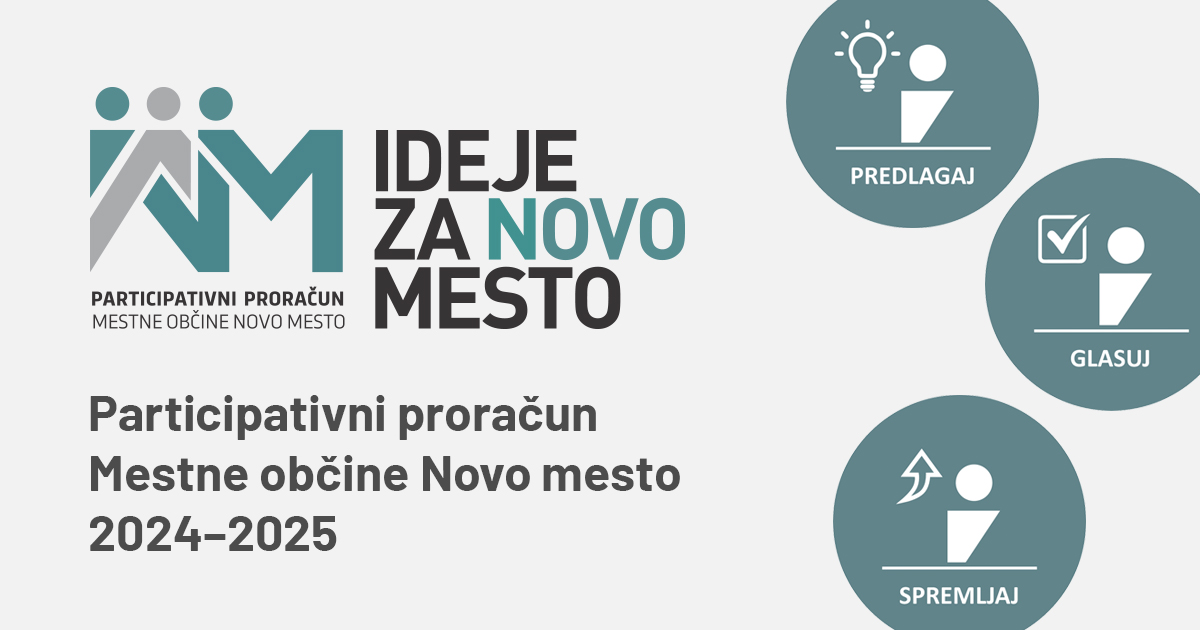 PARTICIPATIVNI PRORAČUN
MESTNE OBČINE NOVO MESTO
IDEJE
ZA NOVO
MESTO
Participativni proračun
Mestne občine Novo mesto
2024–2025
PREDLAGAJ
GLASUJ
SPREMLJAJ